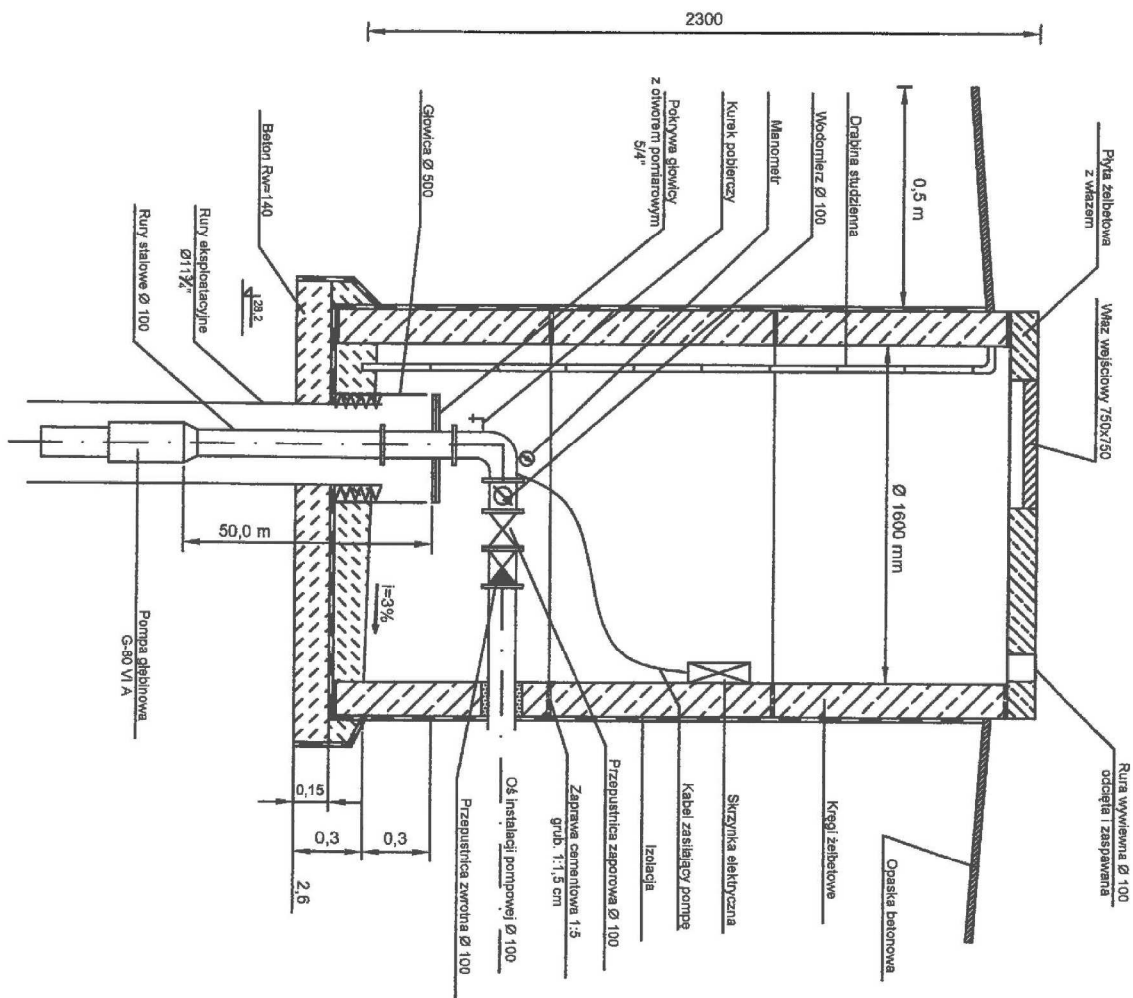 2300
0,5 m
Płyta żelbetowa
z włazem
Właz wejściowy 750x750
Drabina studzienna
Wodomierz Ø 100
Manometr
Kurek pobierczy
Pokrywa głowicy
z otworem pomiarowym
5/4"
Głowica Ø 500
Beton Rw=140
Rury eksploatacyjne
Ø11¾"
Rury stalowe Ø 100
28,2
Ø 1600 mm
50,0 m
i=3%
Pompa głębinowa
G-80 VI A
0,15
0,3
0,3
2,6
Rura wywiewna Ø 100
odcięta i zaspawana
Opaska betonowa
Kręgi żelbetowe
Skrzynka elektryczna
Kabel zasilający pompę
Izolacja
Przepustnica zaporowa Ø 100
Zaprawa cementowa 1:5
grub. 1:1,5 cm
Oś instalacji pompowej Ø 100
Przepustnica zwrotna Ø 100